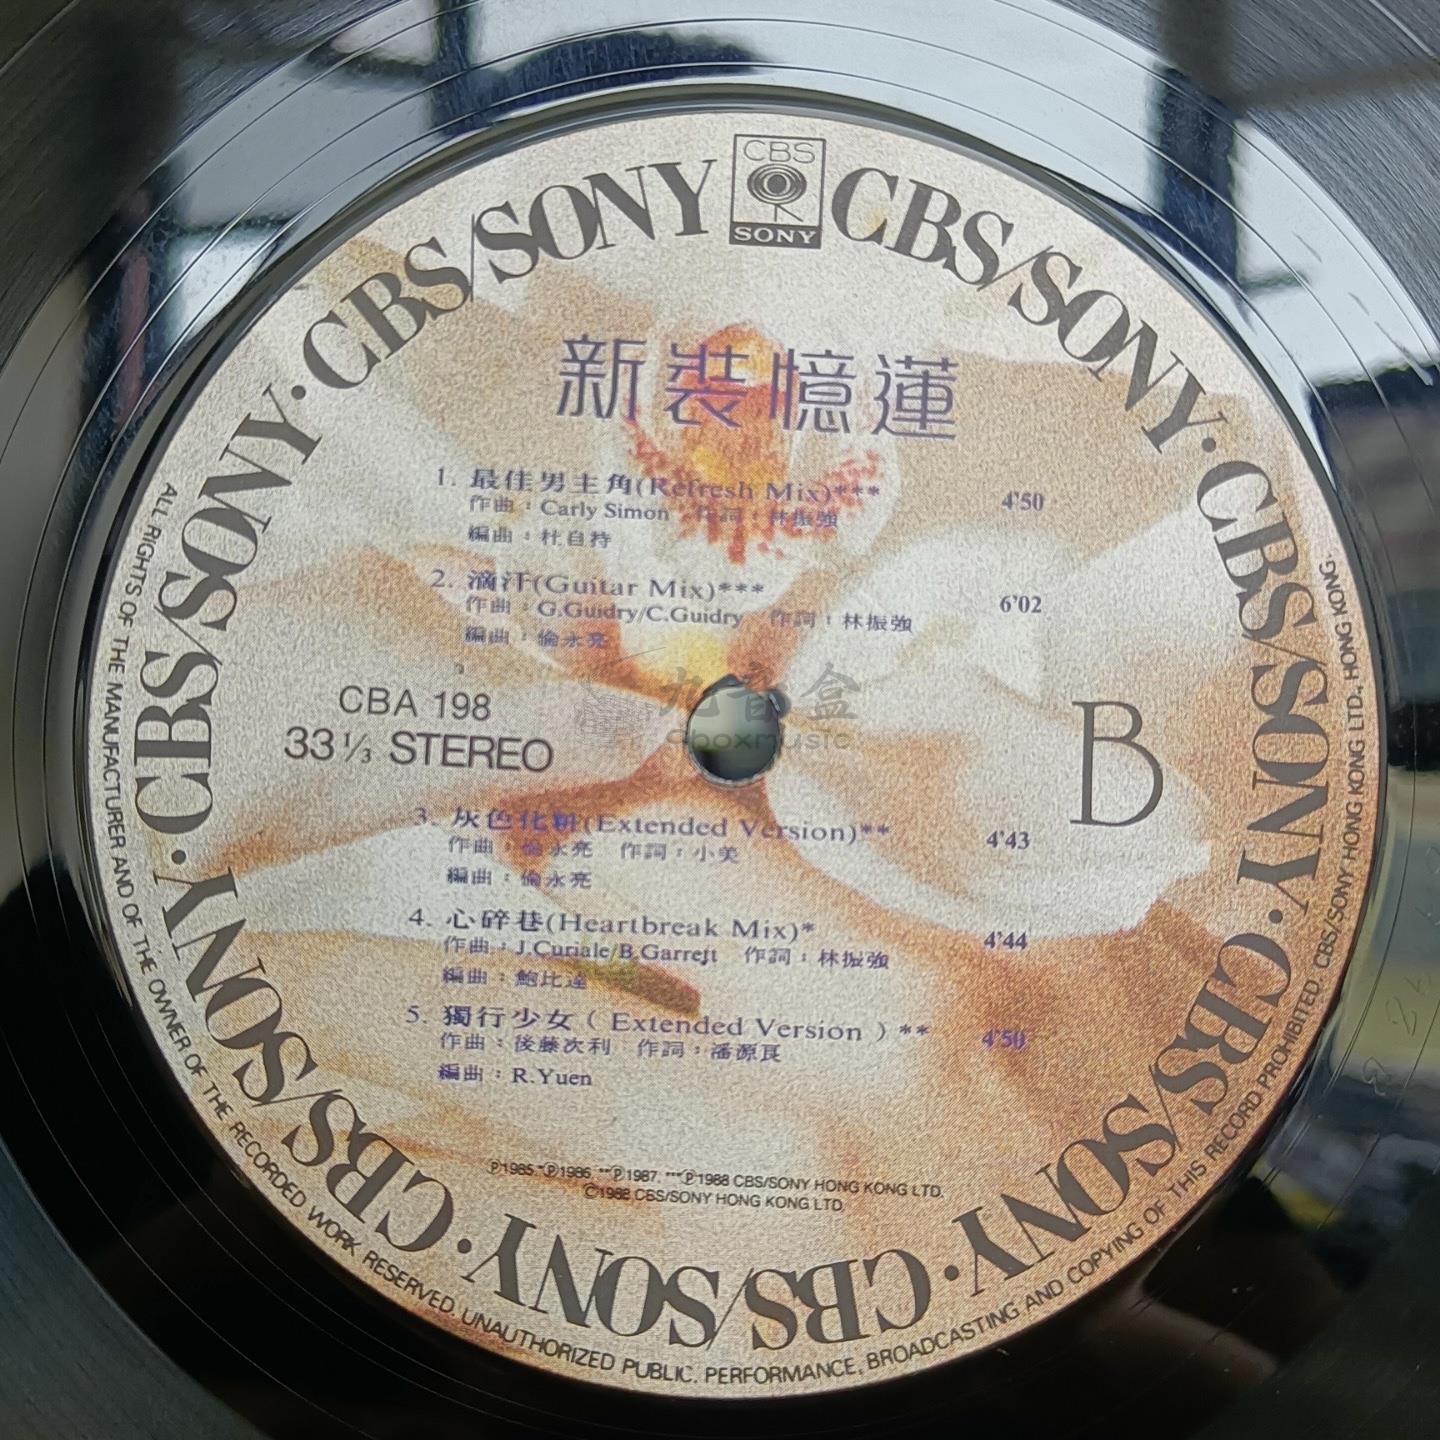 CBS
SONY
CBS/SONY · CBS/SONY · CBS/SONY · CBS/SONY · CBS/SONY · CBS/SONY · CBS/SONY · CBS/SONY
新裝憶蓮
1. 最佳男主角(Refresh Mix)*** 4'50
作曲：Carly Simon 作詞：林振強
編曲：杜自持
2. 滴汗(Guitar Mix)*** 6'02
作曲：G.Guidry/C.Guidry 作詞：林振強
編曲：倫永亮
CBA 198
33 1/3 STEREO
B
九音盒
9boxmusic
3. 灰色化粧(Extended Version)** 4'43
作曲：倫永亮 作詞：小美
編曲：倫永亮
4. 心碎巷(Heartbreak Mix)* 4'44
作曲：J.Curiale/B.Garrett 作詞：林振強
編曲：鮑比達
5. 獨行少女 ( Extended Version ) ** 4'50
作曲：後藤次利 作詞：潘源良
編曲：R.Yuen
℗1985.*℗1986. **℗1987. ***℗1988 CBS/SONY HONG KONG LTD.
©1988 CBS/SONY HONG KONG LTD.
ALL RIGHTS OF THE MANUFACTURER AND OF THE OWNER OF THE RECORDED WORK RESERVED. UNAUTHORIZED PUBLIC. PERFORMANCE, BROADCASTING AND COPYING OF THIS RECORD PROHIBITED. CBS/SONY HONG KONG LTD., HONG KONG.